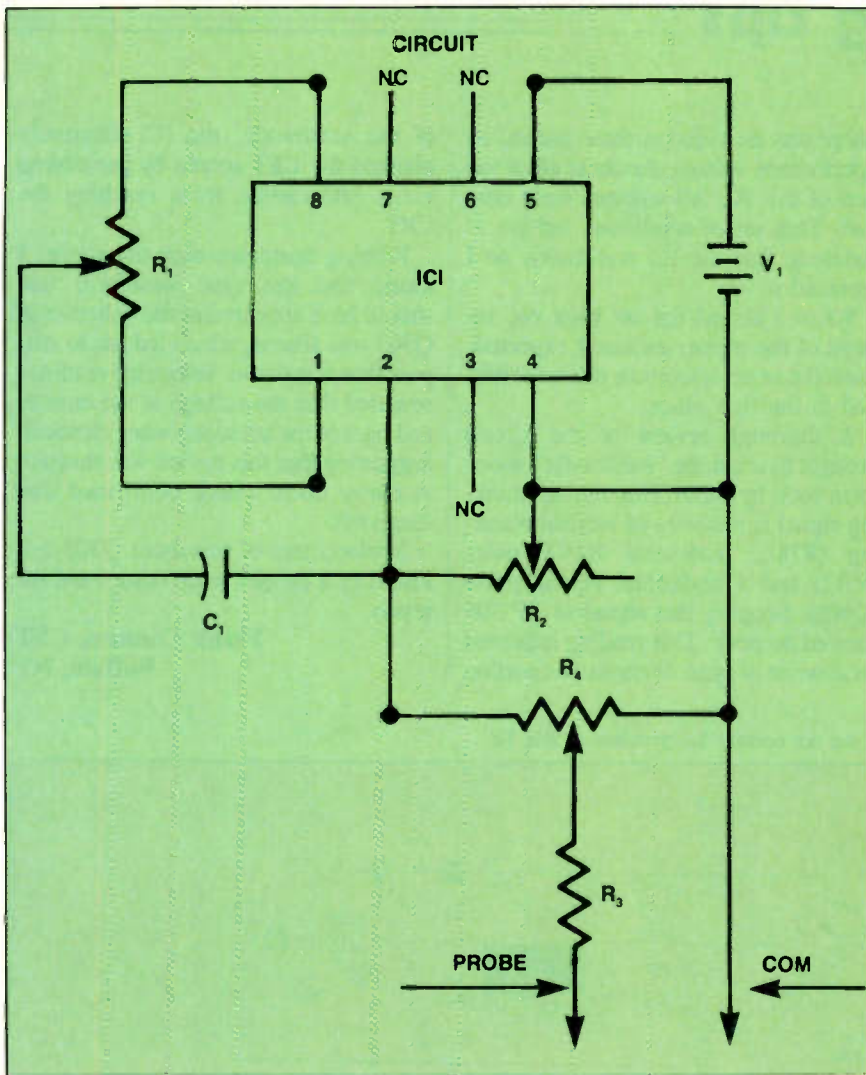 CIRCUIT
NC NC
8 7 6 5
R₁
ICI
V₁
1 2 3 4
NC
C₁
R₂
R₄
R₃
PROBE COM